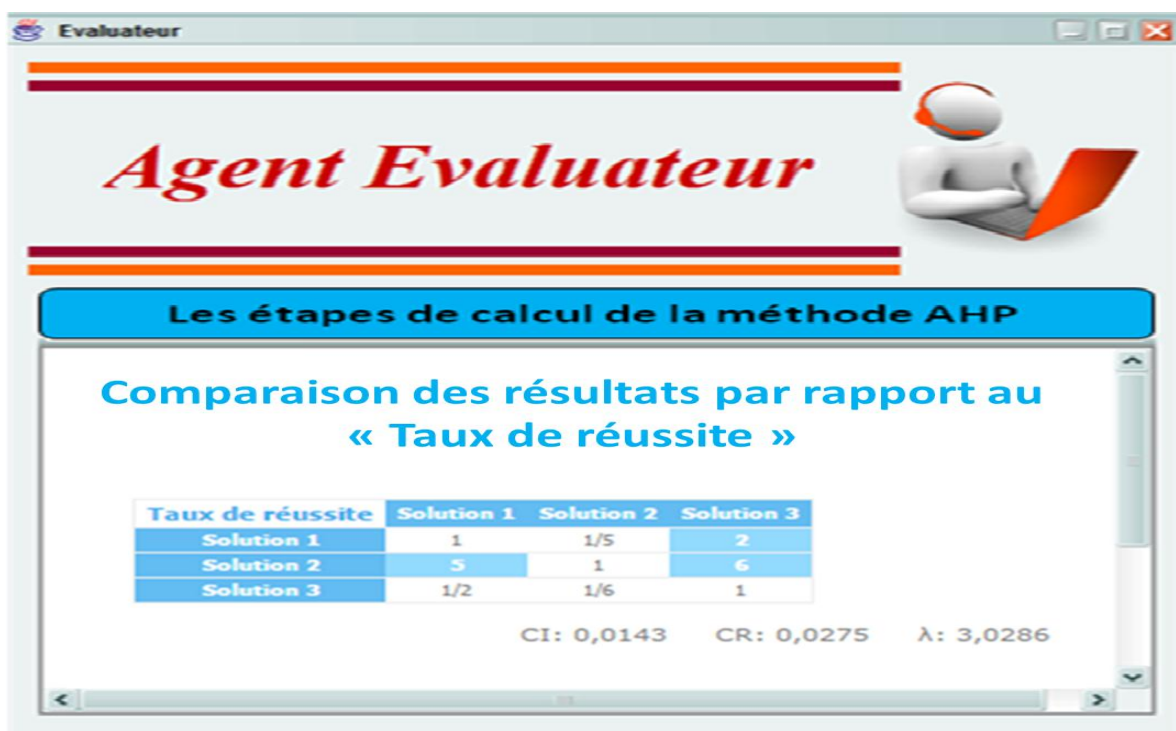 Evaluateur
Agent Evaluateur
Les étapes de calcul de la méthode AHP
Comparaison des résultats par rapport au
« Taux de réussite »
Taux de réussite Solution 1 Solution 2 Solution 3
Solution 1 1 1/5 2
Solution 2 5 1 6
Solution 3 1/2 1/6 1
CI: 0,0143 CR: 0,0275 λ: 3,0286